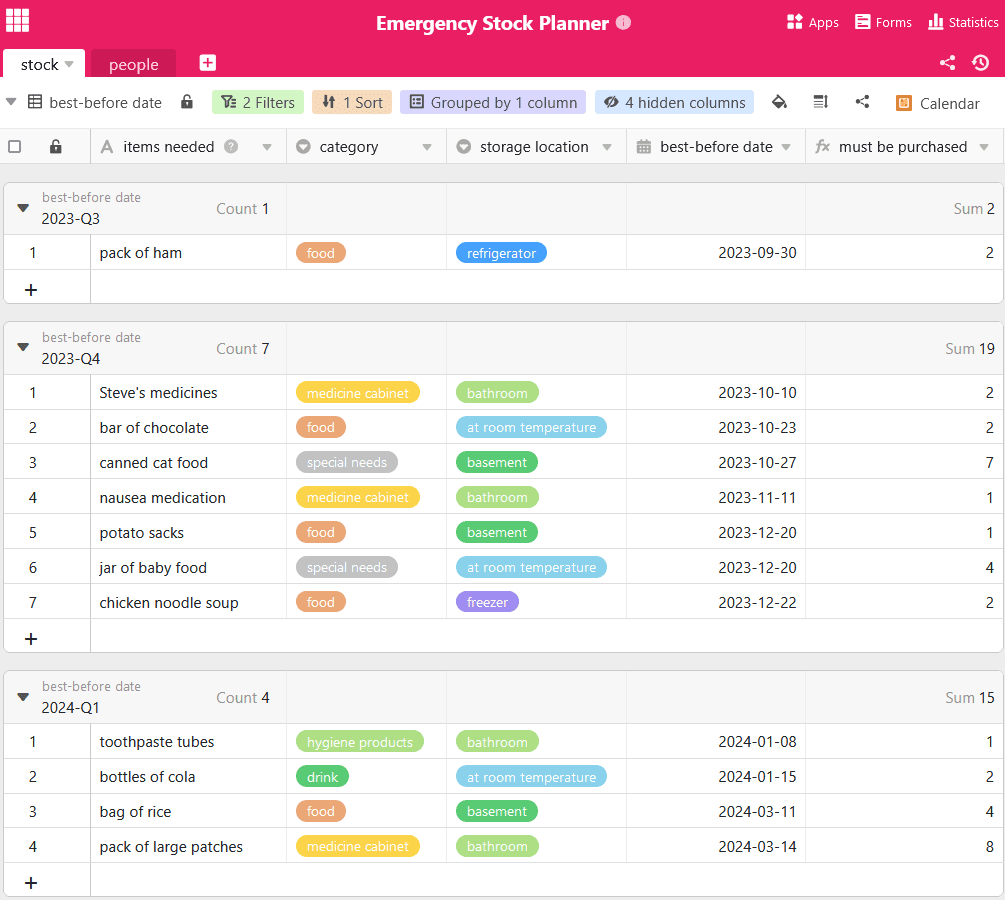 Emergency Stock Planner
Apps Forms Statistics
stock people
best-before date 2 Filters 1 Sort Grouped by 1 column 4 hidden columns Calendar
items needed category storage location best-before date must be purchased
best-before date
2023-Q3 Count 1 Sum 2
1 pack of ham food refrigerator 2023-09-30 2
+
best-before date
2023-Q4 Count 7 Sum 19
1 Steve's medicines medicine cabinet bathroom 2023-10-10 2
2 bar of chocolate food at room temperature 2023-10-23 2
3 canned cat food special needs basement 2023-10-27 7
4 nausea medication medicine cabinet bathroom 2023-11-11 1
5 potato sacks food basement 2023-12-20 1
6 jar of baby food special needs at room temperature 2023-12-20 4
7 chicken noodle soup food freezer 2023-12-22 2
+
best-before date
2024-Q1 Count 4 Sum 15
1 toothpaste tubes hygiene products bathroom 2024-01-08 1
2 bottles of cola drink at room temperature 2024-01-15 2
3 bag of rice food basement 2024-03-11 4
4 pack of large patches medicine cabinet bathroom 2024-03-14 8
+